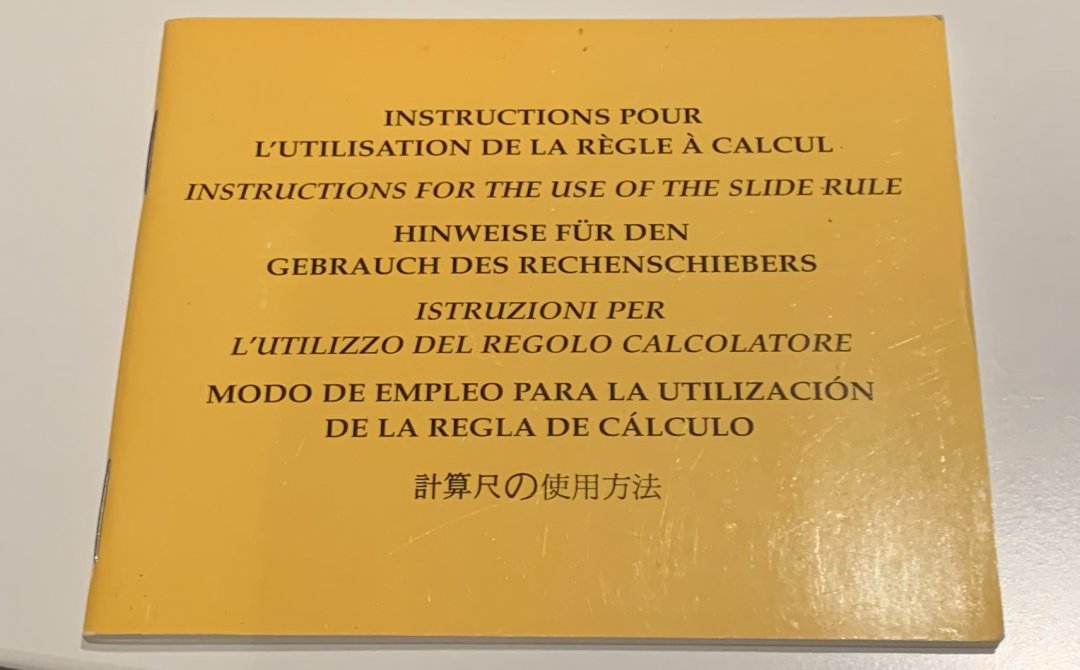 INSTRUCTIONS POUR
L'UTILISATION DE LA RÈGLE À CALCUL
INSTRUCTIONS FOR THE USE OF THE SLIDE RULE
HINWEISE FÜR DEN
GEBRAUCH DES RECHENSCHIEBERS
ISTRUZIONI PER
L'UTILIZZO DEL REGOLO CALCOLATORE
MODO DE EMPLEO PARA LA UTILIZACIÓN
DE LA REGLA DE CÁLCULO
計算尺の使用方法